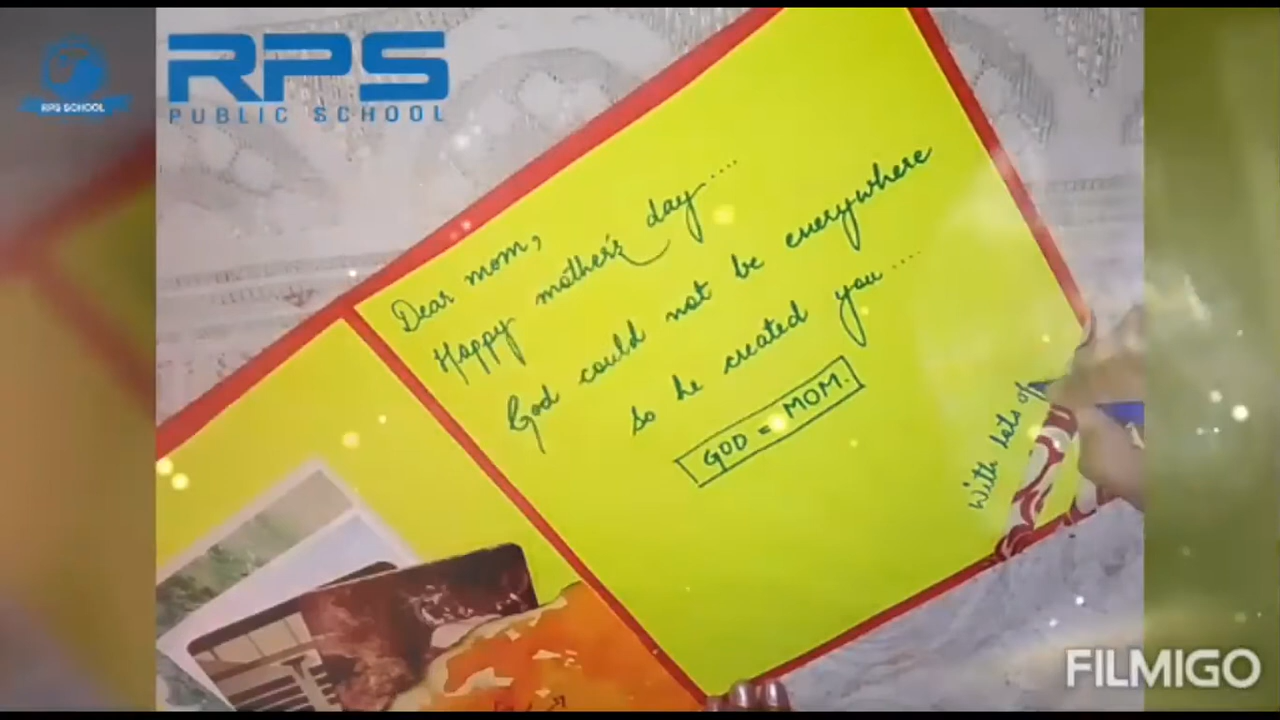 RPS SCHOOL
RPS
PUBLIC SCHOOL
Dear mom,
Happy mother's day....
God could not be everywhere
so he created you....
GOD = MOM.
With lots of
FILMIGO